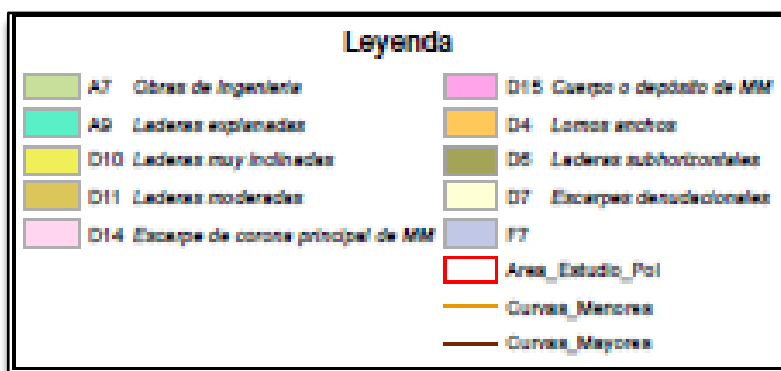 Leyenda
A7 Obras de Ingeniería
A9 Laderas explanadas
D10 Laderas muy inclinadas
D11 Laderas moderadas
D14 Escarpe de corona principal de MM
D15 Cuerpo o depósito de MM
D4 Lomos anchos
D6 Laderas subhorizontales
D7 Escarpes denudacionales
F7
Area_Estudio_Pol
Curvas_Menores
Curvas_Mayores